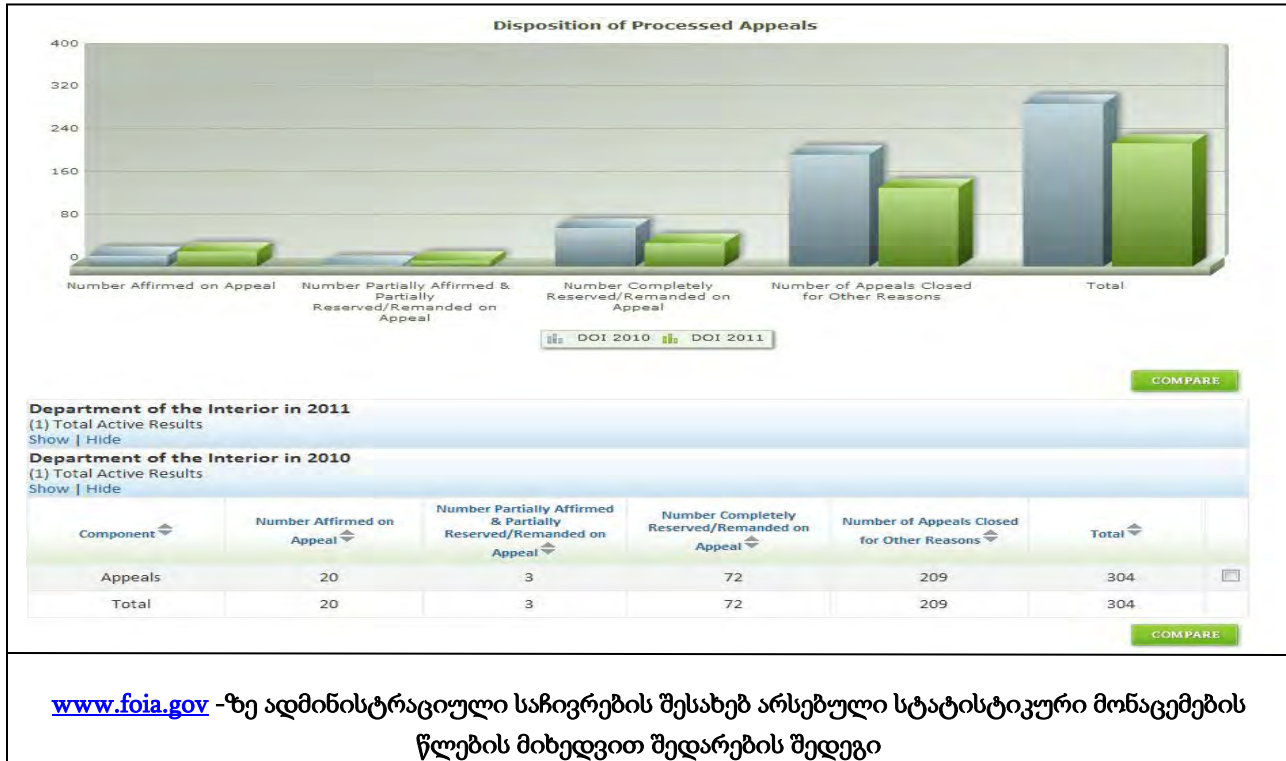 Disposition of Processed Appeals
400
320
240
160
80
0
Number Affirmed on Appeal
Number Partially Affirmed &
Partially
Reserved/Remanded on
Appeal
Number Completely
Reserved/Remanded on
Appeal
Number of Appeals Closed
for Other Reasons
Total
DOI 2010 DOI 2011
COMPARE
Department of the Interior in 2011
(1) Total Active Results
Show | Hide
Department of the Interior in 2010
(1) Total Active Results
Show | Hide
Component
Number Affirmed on
Appeal
Number Partially Affirmed
& Partially
Reserved/Remanded on
Appeal
Number Completely
Reserved/Remanded on
Appeal
Number of Appeals Closed
for Other Reasons
Total
Appeals 20 3 72 209 304
Total 20 3 72 209 304
COMPARE
www.foia.gov -ზე ადმინისტრაციული საჩივრების შესახებ არსებული სტატისტიკური მონაცემების
წლების მიხედვით შედარების შედეგი